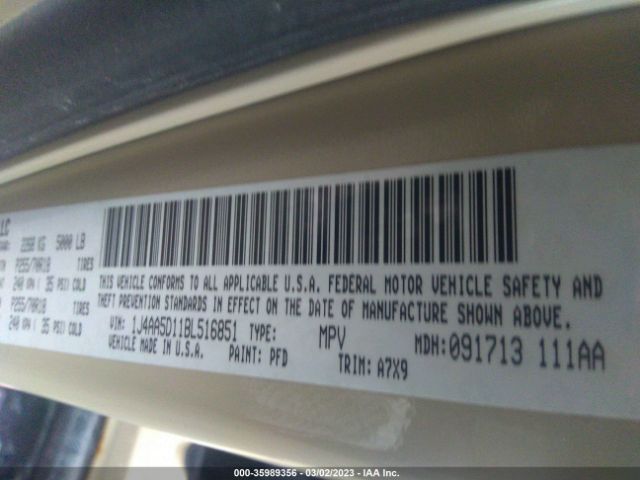 LLC
2268 KG 5000 LB
P255/70R18 TIRES
240 KPA ( 35 PSI) COLD
P255/70R18 TIRES
240 KPA ( 35 PSI) COLD
THIS VEHICLE CONFORMS TO ALL APPLICABLE U.S.A. FEDERAL MOTOR VEHICLE SAFETY AND
THEFT PREVENTION STANDARDS IN EFFECT ON THE DATE OF MANUFACTURE SHOWN ABOVE.
VIN: 1J4AA5D11BL516851 TYPE: MPV MDH: 091713 111AA
VEHICLE MADE IN U.S.A. PAINT: PFD TRIM: A7X9
000-35989356 - 03/02/2023 - IAA Inc.